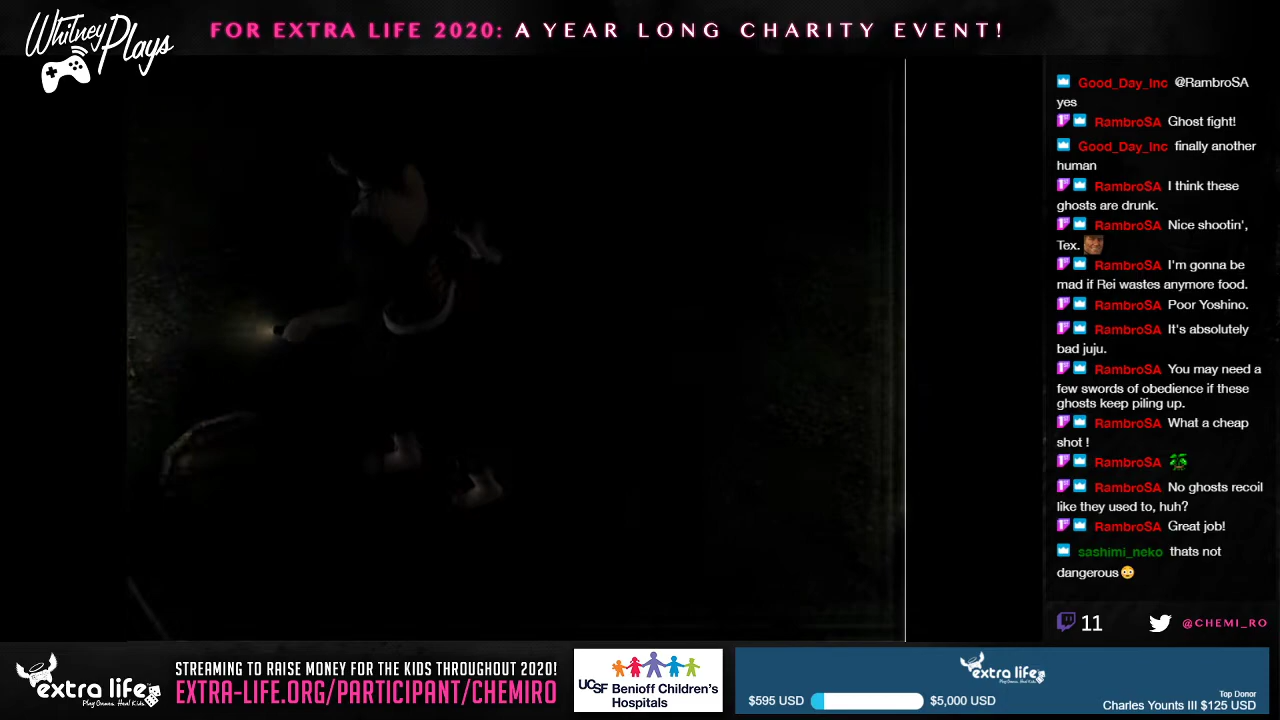 Whitney Plays
FOR EXTRA LIFE 2020: A YEAR LONG CHARITY EVENT!
Good_Day_Inc @RambroSA
yes
RambroSA Ghost fight!
Good_Day_Inc finally another
human
RambroSA I think these
ghosts are drunk.
RambroSA Nice shootin',
Tex.
RambroSA I'm gonna be
mad if Rei wastes anymore food.
RambroSA Poor Yoshino.
RambroSA It's absolutely
bad juju.
RambroSA You may need a
few swords of obedience if these
ghosts keep piling up.
RambroSA What a cheap
shot !
RambroSA
RambroSA No ghosts recoil
like they used to, huh?
RambroSA Great job!
sashimi_neko thats not
dangerous😳
11
@CHEMI_RO
extra life
Play Games. Heal Kids.
STREAMING TO RAISE MONEY FOR THE KIDS THROUGHOUT 2020!
EXTRA-LIFE.ORG/PARTICIPANT/CHEMIRO
UCSF Benioff Children's
Hospitals
extra life
Play Games. Heal Kids.
$595 USD $5,000 USD
Top Donor
Charles Younts III $125 USD